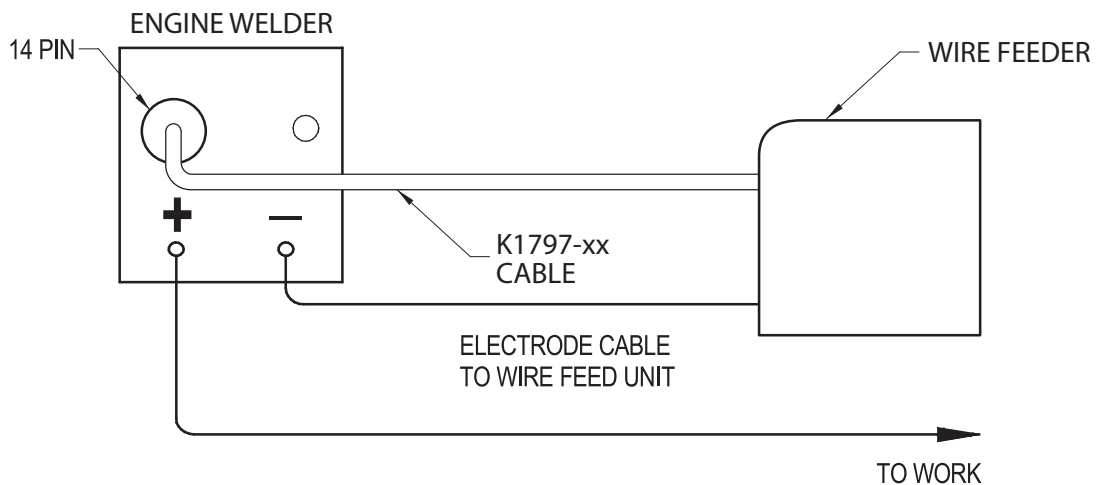 ENGINE WELDER
14 PIN
WIRE FEEDER
+
−
K1797-xx
CABLE
ELECTRODE CABLE
TO WIRE FEED UNIT
TO WORK